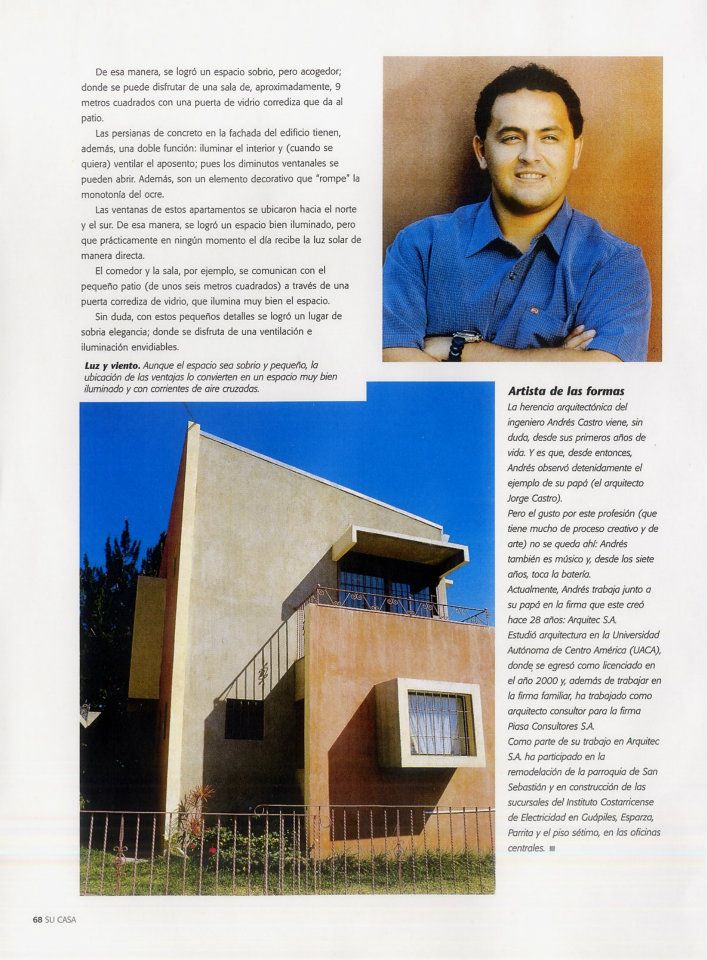 De esa manera, se logró un espacio sobrio, pero acogedor;
donde se puede disfrutar de una sala de, aproximadamente, 9
metros cuadrados con una puerta de vidrio corrediza que da al
patio.
Las persianas de concreto en la fachada del edificio tienen,
además, una doble función: iluminar el interior y (cuando se
quiera) ventilar el aposento; pues los diminutos ventanales se
pueden abrir. Además, son un elemento decorativo que “rompe” la
monotonía del ocre.
Las ventanas de estos apartamentos se ubicaron hacia el norte
y el sur. De esa manera, se logró un espacio bien iluminado, pero
que prácticamente en ningún momento el día recibe la luz solar de
manera directa.
El comedor y la sala, por ejemplo, se comunican con el
pequeño patio (de unos seis metros cuadrados) a través de una
puerta corrediza de vidrio, que ilumina muy bien el espacio.
Sin duda, con estos pequeños detalles se logró un lugar de
sobria elegancia; donde se disfruta de una ventilación e
iluminación envidiables.
Luz y viento. Aunque el espacio sea sobrio y pequeño, la
ubicación de las ventajas lo convierten en un espacio muy bien
iluminado y con corrientes de aire cruzadas.
Artista de las formas
La herencia arquitectónica del
ingeniero Andrés Castro viene, sin
duda, desde sus primeros años de
vida. Y es que, desde entonces,
Andrés observó detenidamente el
ejemplo de su papá (el arquitecto
Jorge Castro).
Pero el gusto por este profesión (que
tiene mucho de proceso creativo y de
arte) no se queda ahí: Andrés
también es músico y, desde los siete
años, toca la batería.
Actualmente, Andrés trabaja junto a
su papá en la firma que este creó
hace 28 años: Arquitec S.A.
Estudió arquitectura en la Universidad
Autónoma de Centro América (UACA),
donde se egresó como licenciado en
el año 2000 y, además de trabajar en
la firma familiar, ha trabajado como
arquitecto consultor para la firma
Piasa Consultores S.A.
Como parte de su trabajo en Arquitec
S.A. ha participado en la
remodelación de la parroquia de San
Sebastián y en construcción de las
sucursales del Instituto Costarricense
de Electricidad en Guápiles, Esparza,
Parrita y el piso sétimo, en las oficinas
centrales.
68 SU CASA